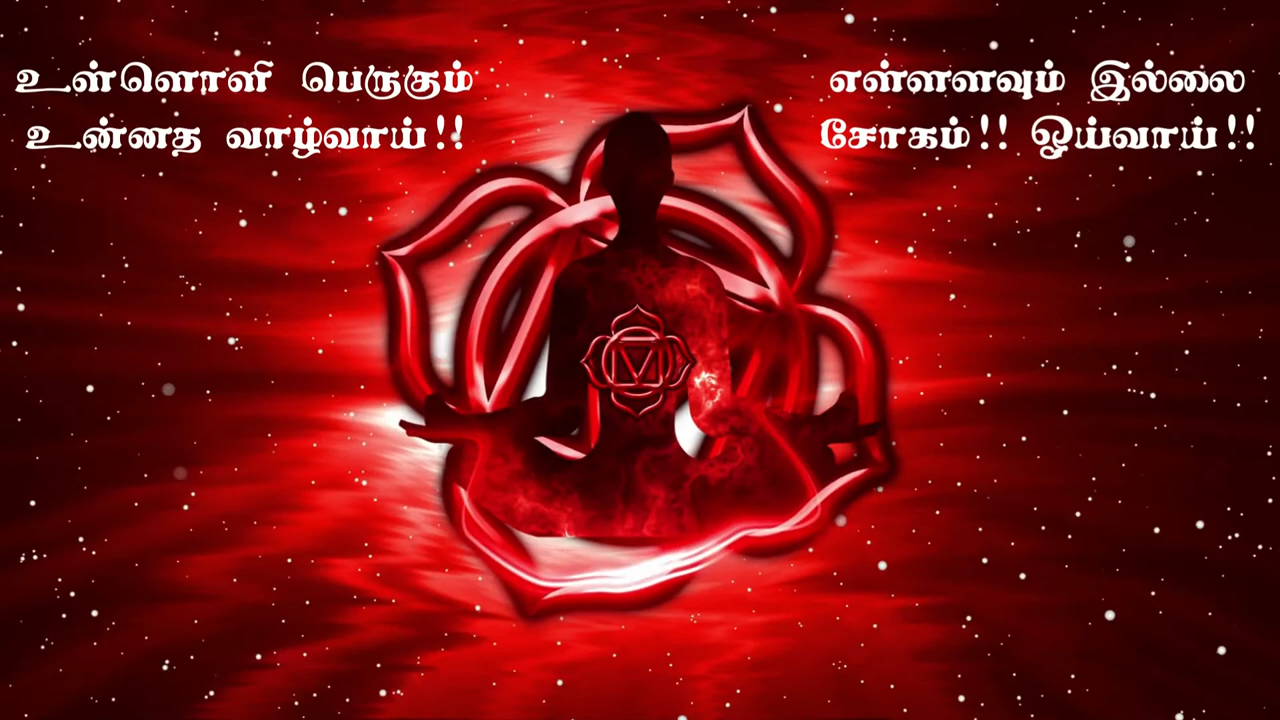 உள்ளொளி பெருகும்
உன்னத வாழ்வாய்!!
எள்ளளவும் இல்லை
சோகம்!! ஓய்வாய்!!